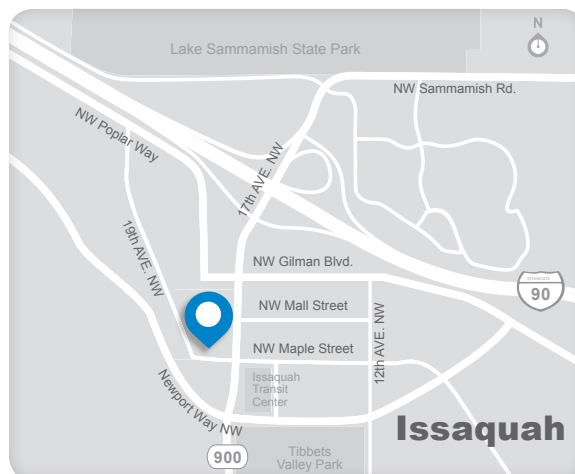 Lake Sammamish State Park
N
NW Sammamish Rd.
NW Poplar Way
17th AVE. NW
19th AVE. NW
NW Gilman Blvd.
INTERSTATE
90
NW Mall Street
12th AVE. NW
NW Maple Street
Issaquah
Transit
Center
Newport Way NW
Issaquah
900
Tibbets
Valley Park